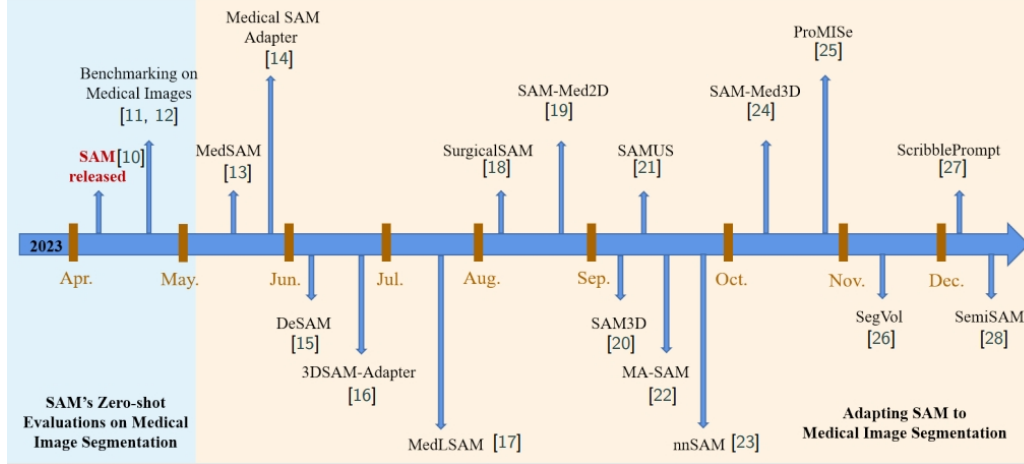 Medical SAM
Adapter
[14]
ProMISe
[25]
Benchmarking on
Medical Images
[11, 12]
SAM-Med2D
[19]
SAM-Med3D
[24]
SAM[10]
released
MedSAM
[13]
SurgicalSAM
[18]
SAMUS
[21]
ScribblePrompt
[27]
2023
Apr.
May.
Jun.
Jul.
Aug.
Sep.
Oct.
Nov.
Dec.
DeSAM
[15]
3DSAM-Adapter
[16]
MedLSAM [17]
SAM3D
[20]
MA-SAM
[22]
nnSAM [23]
SegVol
[26]
SemiSAM
[28]
SAM's Zero-shot
Evaluations on Medical
Image Segmentation
Adapting SAM to
Medical Image Segmentation